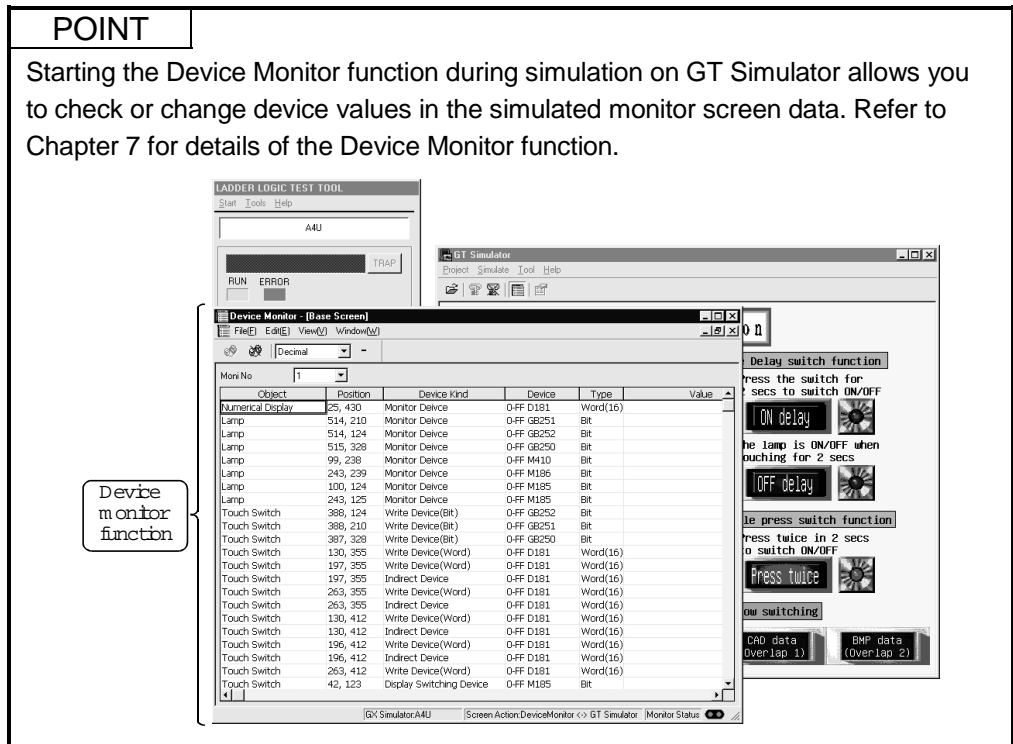 POINT
Starting the Device Monitor function during simulation on GT Simulator allows you
to check or change device values in the simulated monitor screen data. Refer to
Chapter 7 for details of the Device Monitor function.
LADDER LOGIC TEST TOOL
Start Tools Help
A4U
TRAP
RUN ERROR
GT Simulator
Project Simulate Tool Help
Device Monitor - [Base Screen]
File(F) Edit(E) View(V) Window(W)
Decimal
Moni No 1
Object Position Device Kind Device Type Value
Numerical Display 25, 430 Monitor Deivce 0-FF D181 Word(16)
Lamp 514, 210 Monitor Deivce 0-FF GB251 Bit
Lamp 514, 124 Monitor Deivce 0-FF GB252 Bit
Lamp 515, 328 Monitor Deivce 0-FF GB250 Bit
Lamp 99, 238 Monitor Deivce 0-FF M410 Bit
Lamp 243, 239 Monitor Deivce 0-FF M186 Bit
Lamp 100, 124 Monitor Deivce 0-FF M185 Bit
Lamp 243, 125 Monitor Deivce 0-FF M185 Bit
Touch Switch 388, 124 Write Device(Bit) 0-FF GB252 Bit
Touch Switch 388, 210 Write Device(Bit) 0-FF GB251 Bit
Touch Switch 387, 328 Write Device(Bit) 0-FF GB250 Bit
Touch Switch 130, 355 Write Device(Word) 0-FF D181 Word(16)
Touch Switch 197, 355 Write Device(Word) 0-FF D181 Word(16)
Touch Switch 197, 355 Indirect Device 0-FF D181 Word(16)
Touch Switch 263, 355 Write Device(Word) 0-FF D181 Word(16)
Touch Switch 263, 355 Indirect Device 0-FF D181 Word(16)
Touch Switch 130, 412 Write Device(Word) 0-FF D181 Word(16)
Touch Switch 130, 412 Indirect Device 0-FF D181 Word(16)
Touch Switch 196, 412 Write Device(Word) 0-FF D181 Word(16)
Touch Switch 196, 412 Indirect Device 0-FF D181 Word(16)
Touch Switch 263, 412 Write Device(Word) 0-FF D181 Word(16)
Touch Switch 42, 123 Display Switching Device 0-FF M185 Bit
GX Simulator:A4U Screen Action:DeviceMonitor <-> GT Simulator Monitor Status
Device
monitor
function
on
Delay switch function
Press the switch for
secs to switch ON/OFF
ON delay
he lamp is ON/OFF when
ouching for 2 secs
OFF delay
le press switch function
Press twice in 2 secs
to switch ON/OFF
Press twice
ow switching
CAD data
Overlap 1)
BMP data
(Overlap 2)